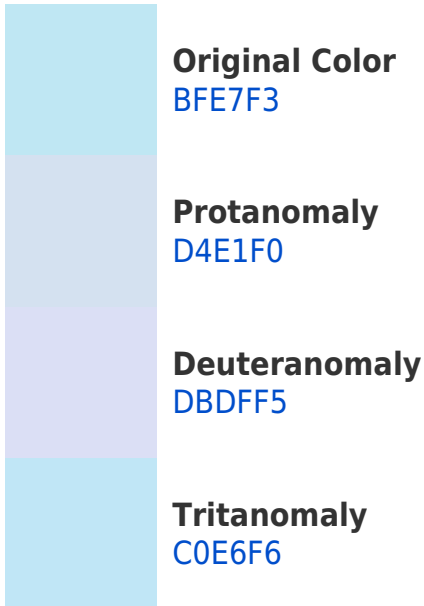 Original Color
BFE7F3
Protanomaly
D4E1F0
Deuteranomaly
DBDFF5
Tritanomaly
C0E6F6